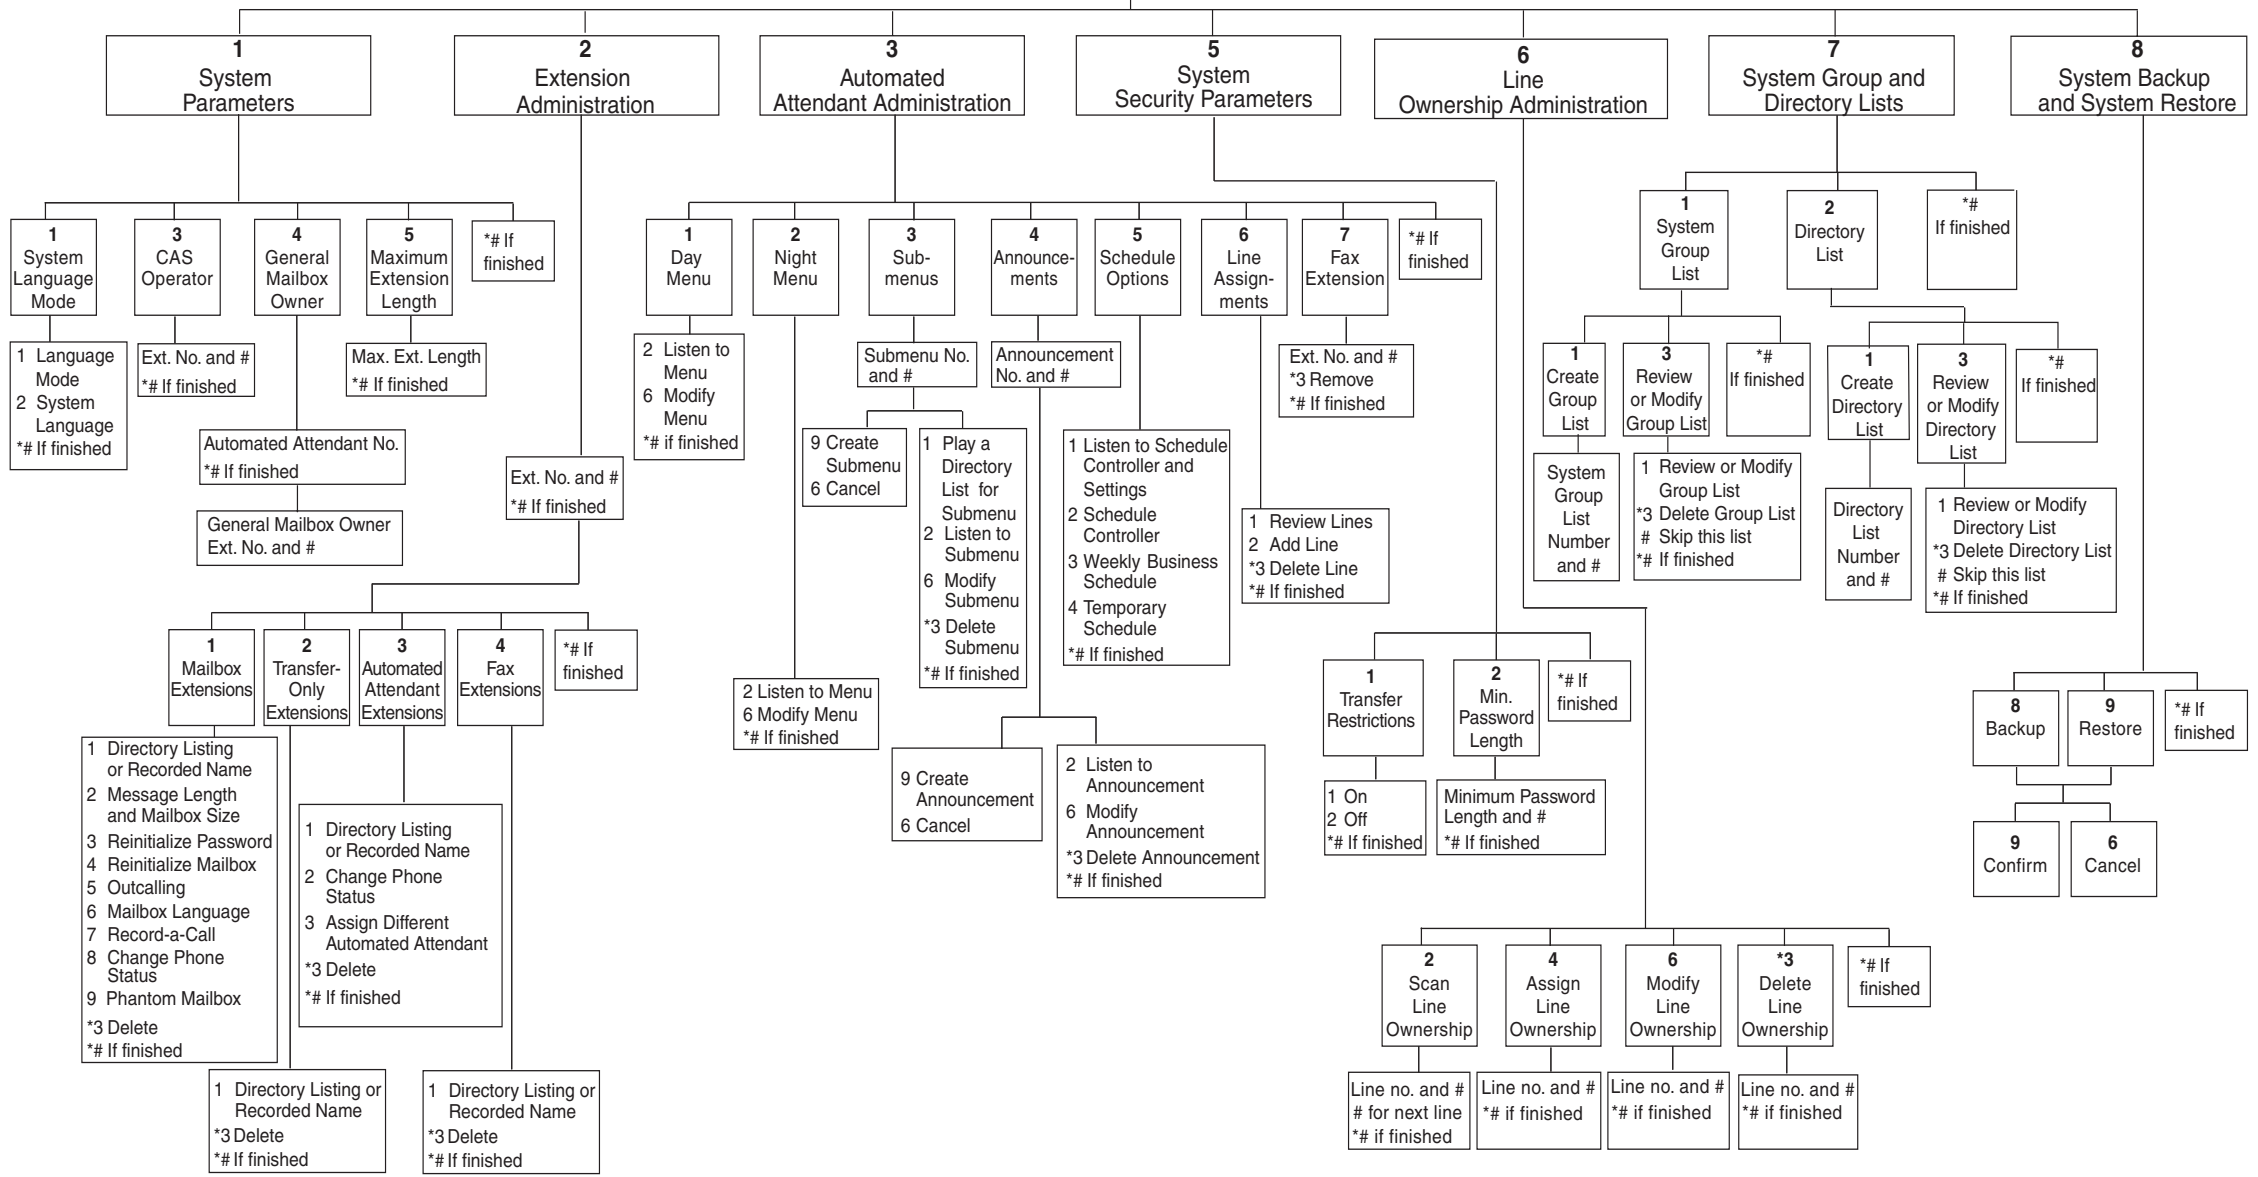 1
System
Parameters
2
Extension
Administration
3
Automated
Attendant Administration
5
System
Security Parameters
6
Line
Ownership Administration
7
System Group and
Directory Lists
8
System Backup
and System Restore
1
System
Language
Mode
3
CAS
Operator
4
General
Mailbox
Owner
5
Maximum
Extension
Length
*# If
finished
1 Language
Mode
2 System
Language
*# If finished
Ext. No. and #
*# If finished
Automated Attendant No.
*# If finished
General Mailbox Owner
Ext. No. and #
Max. Ext. Length
*# If finished
Ext. No. and #
*# If finished
1
Mailbox
Extensions
2
Transfer-
Only
Extensions
3
Automated
Attendant
Extensions
4
Fax
Extensions
*# If
finished
1 Directory Listing
or Recorded Name
2 Message Length
and Mailbox Size
3 Reinitialize Password
4 Reinitialize Mailbox
5 Outcalling
6 Mailbox Language
7 Record-a-Call
8 Change Phone
Status
9 Phantom Mailbox
*3 Delete
*# If finished
1 Directory Listing or
Recorded Name
*3 Delete
*# If finished
1 Directory Listing
or Recorded Name
2 Change Phone
Status
3 Assign Different
Automated Attendant
*3 Delete
*# If finished
1 Directory Listing or
Recorded Name
*3 Delete
*# If finished
1
Day
Menu
2
Night
Menu
3
Sub-
menus
4
Announce-
ments
5
Schedule
Options
6
Line
Assign-
ments
7
Fax
Extension
*# If
finished
2 Listen to
Menu
6 Modify
Menu
*# if finished
2 Listen to Menu
6 Modify Menu
*# If finished
Submenu No.
and #
9 Create
Submenu
6 Cancel
1 Play a
Directory
List for
Submenu
2 Listen to
Submenu
6 Modify
Submenu
*3 Delete
Submenu
*# If finished
Announcement
No. and #
9 Create
Announcement
6 Cancel
2 Listen to
Announcement
6 Modify
Announcement
*3 Delete Announcement
*# If finished
1 Listen to Schedule
Controller and
Settings
2 Schedule
Controller
3 Weekly Business
Schedule
4 Temporary
Schedule
*# If finished
1 Review Lines
2 Add Line
*3 Delete Line
*# If finished
Ext. No. and #
*3 Remove
*# If finished
1
Transfer
Restrictions
2
Min.
Password
Length
*# If
finished
1 On
2 Off
*# If finished
Minimum Password
Length and #
*# If finished
2
Scan
Line
Ownership
4
Assign
Line
Ownership
6
Modify
Line
Ownership
*3
Delete
Line
Ownership
*# If
finished
Line no. and #
# for next line
*# if finished
Line no. and #
*# if finished
Line no. and #
*# if finished
Line no. and #
*# if finished
1
System
Group
List
2
Directory
List
*#
If finished
1
Create
Group
List
3
Review
or Modify
Group List
*#
If finished
System
Group
List
Number
and #
1 Review or Modify
Group List
*3 Delete Group List
# Skip this list
*# If finished
1
Create
Directory
List
3
Review
or Modify
Directory
List
*#
If finished
Directory
List
Number
and #
1 Review or Modify
Directory List
*3 Delete Directory List
# Skip this list
*# If finished
8
Backup
9
Restore
*# If
finished
9
Confirm
6
Cancel